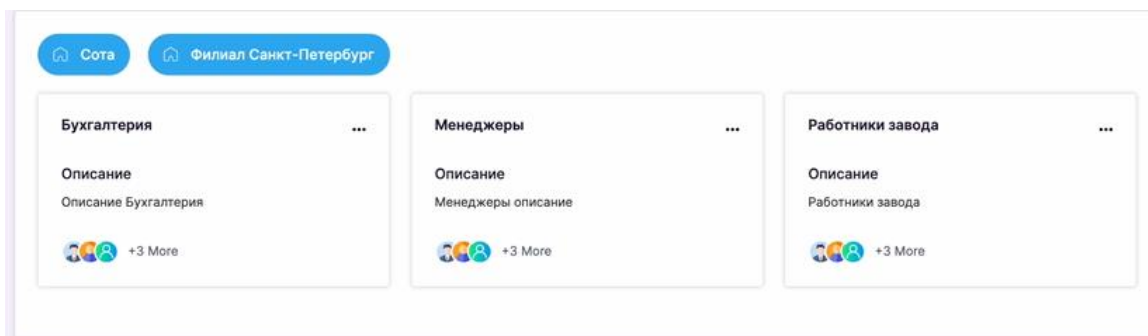 Сота
Филиал Санкт-Петербург
Бухгалтерия ...
Менеджеры ...
Работники завода ...
Описание
Описание
Описание
Описание Бухгалтерия
Менеджеры описание
Работники завода
+3 More
+3 More
+3 More